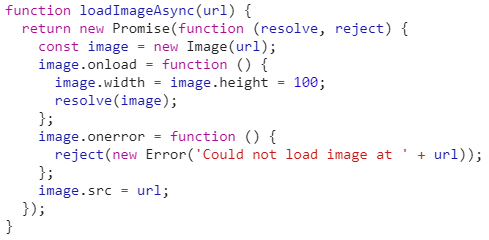 function loadImageAsync(url) {
  return new Promise(function (resolve, reject) {
    const image = new Image(url);
    image.onload = function () {
      image.width = image.height = 100;
      resolve(image);
    };
    image.onerror = function () {
      reject(new Error('Could not load image at ' + url));
    };
    image.src = url;
  });
}